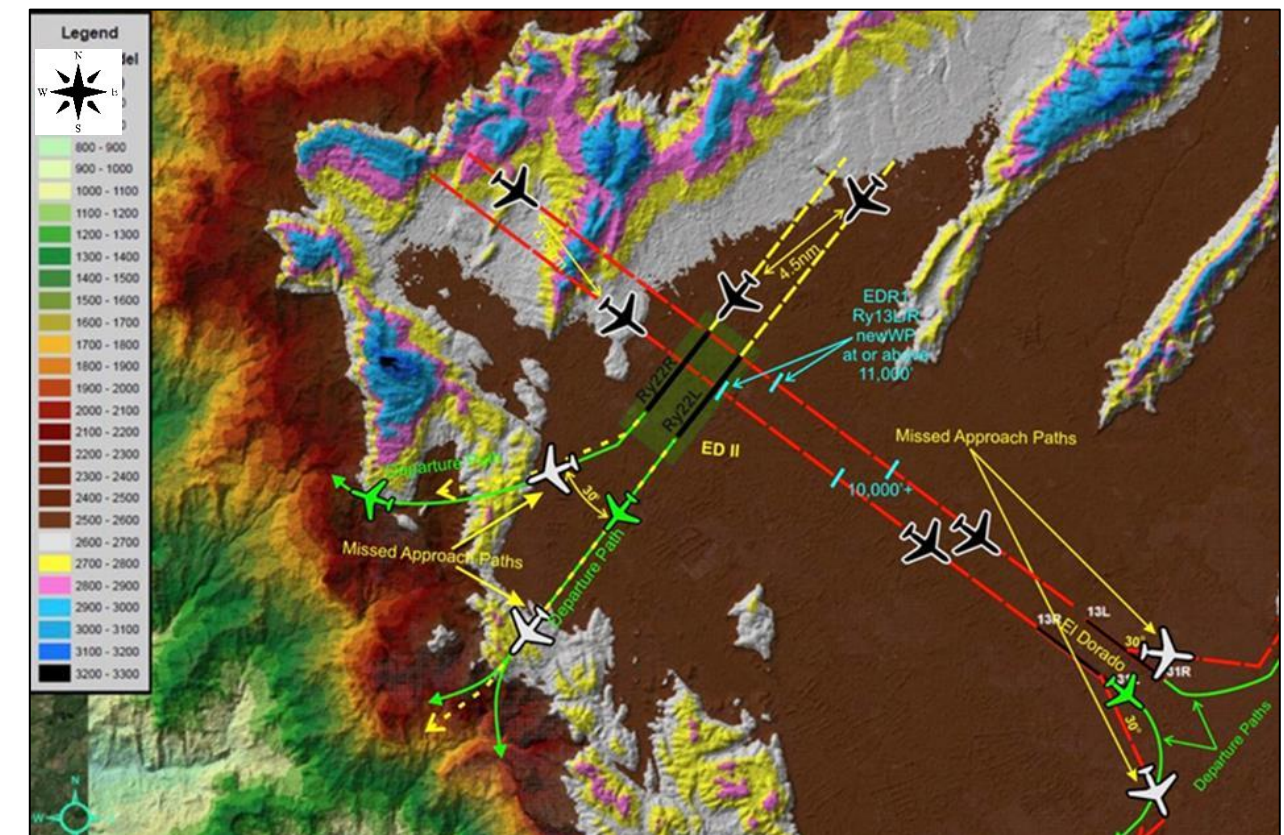 Legend
del
N
W
E
S
800 - 900
900 - 1000
1000 - 1100
1100 - 1200
1200 - 1300
1300 - 1400
1400 - 1500
1500 - 1600
1600 - 1700
1700 - 1800
1800 - 1900
1900 - 2000
2000 - 2100
2100 - 2200
2200 - 2300
2300 - 2400
2400 - 2500
2500 - 2600
2600 - 2700
2700 - 2800
2800 - 2900
2900 - 3000
3000 - 3100
3100 - 3200
3200 - 3300
4.5nm
EDR1
Ry13L/R
newWP
at or above
11,000'
Ry22R
Ry22L
ED II
Missed Approach Paths
10,000'+
Departure Path
30°
Missed Approach Paths
Departure Path
13R
13L
El Dorado
30°
31R
30°
Departure Paths
N
W